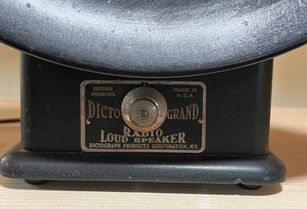 PATENT PENDING MADE IN U.S.A.
DICTO GRAND
RADIO
LOUD SPEAKER
DICTOGRAPH PRODUCTS CORPORATION, N.Y.